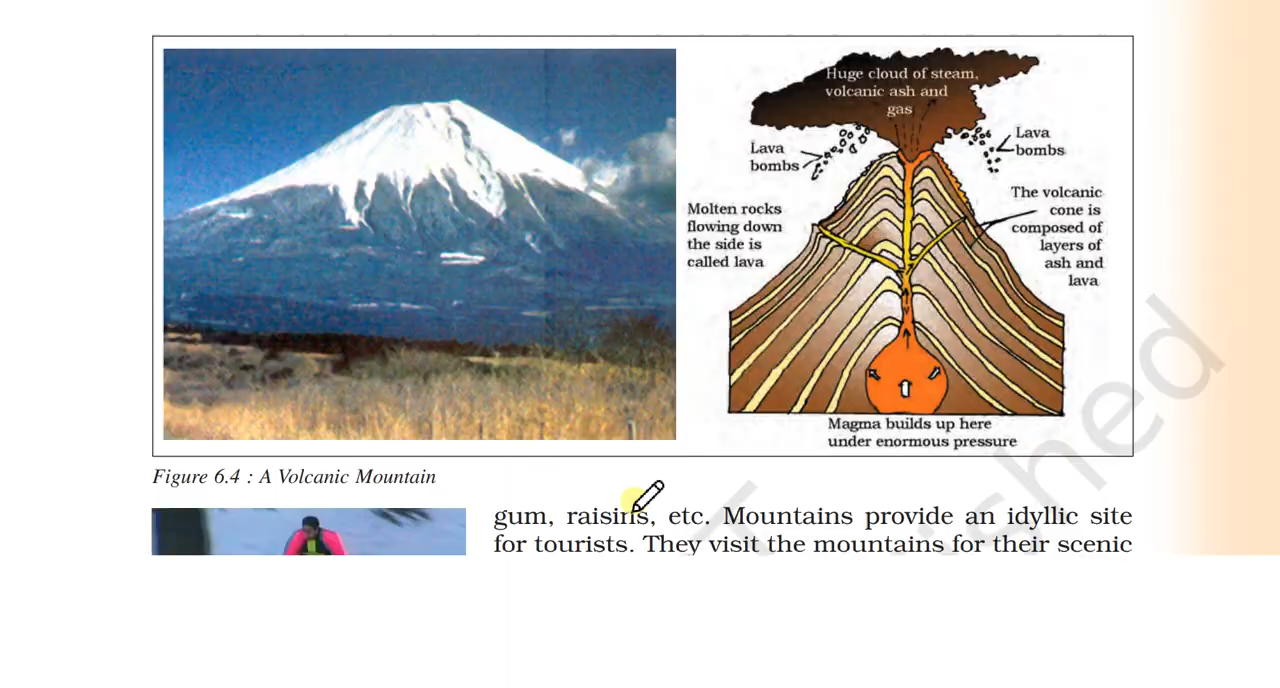 Huge cloud of steam,
volcanic ash and
gas
Lava
bombs
Lava
bombs
Molten rocks
flowing down
the side is
called lava
The volcanic
cone is
composed of
layers of
ash and
lava
Magma builds up here
under enormous pressure
Figure 6.4 : A Volcanic Mountain
gum, raisins, etc. Mountains provide an idyllic site
for tourists. They visit the mountains for their scenic